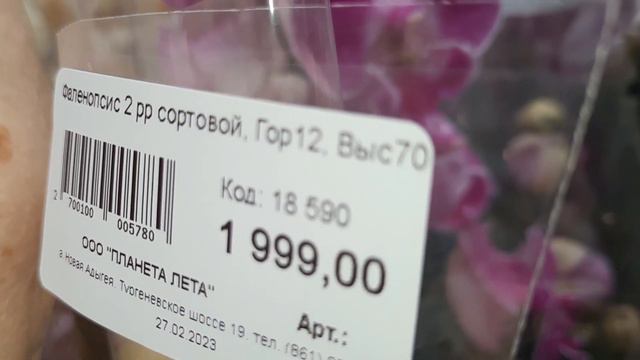 Фаленопсис 2 рр сортовой, Гор12, Выс70
Код: 18 590
2 700100 005780
1 999,00
ООО "ПЛАНЕТА ЛЕТА"
Арт.:
а. Новая Адыгея, Тургеневское шоссе 19, тел. (861)
27.02.2023